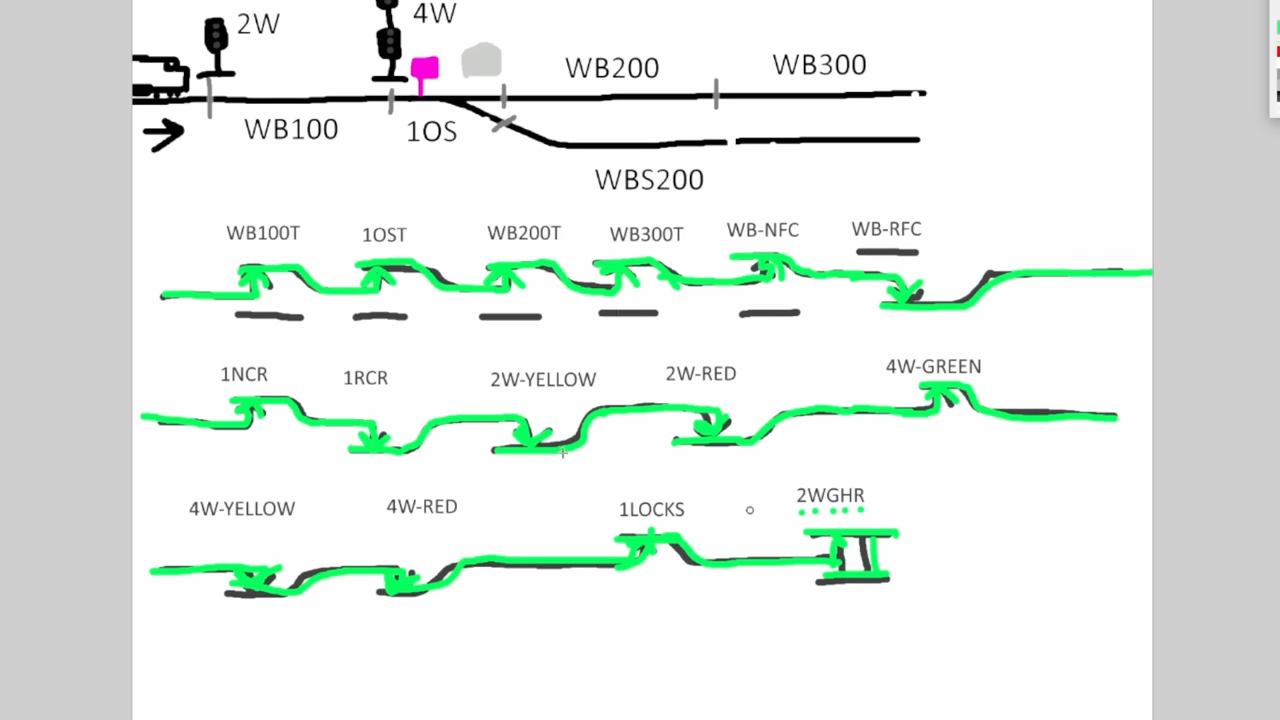 2W
4W
WB200
WB300
WB100
1OS
WBS200
WB100T
1OST
WB200T
WB300T
WB-NFC
WB-RFC
1NCR
1RCR
2W-YELLOW
2W-RED
4W-GREEN
4W-YELLOW
4W-RED
1LOCKS
2WGHR